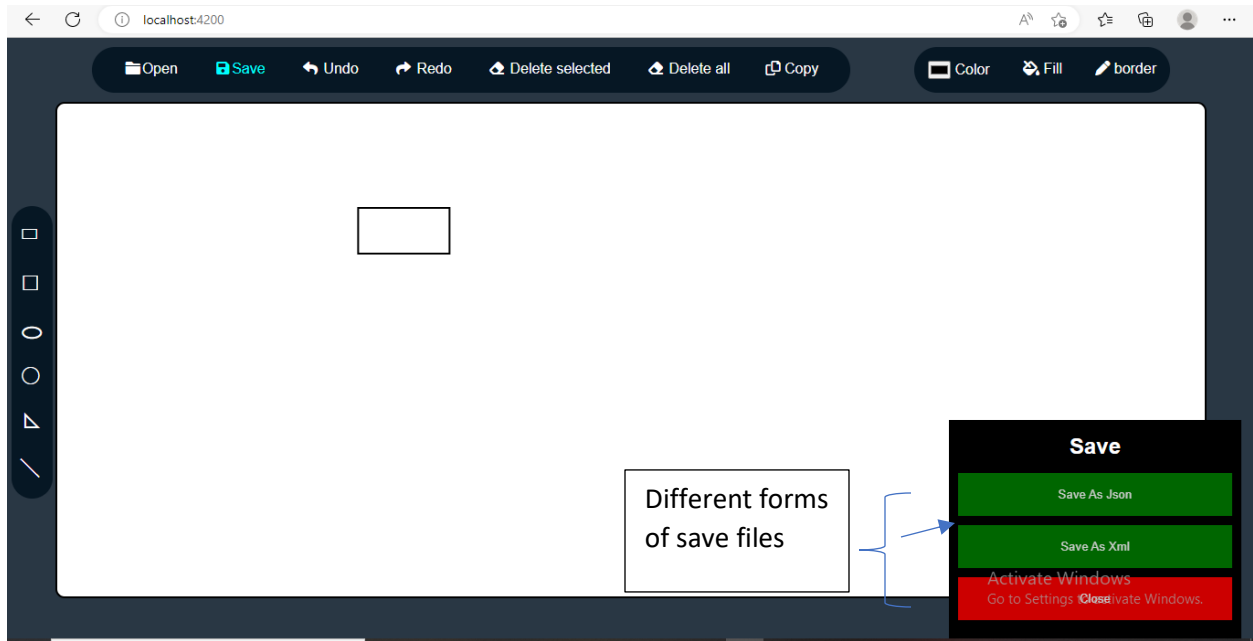 localhost:4200
Open Save Undo Redo Delete selected Delete all Copy Color Fill border
Different forms
of save files
Save
Save As Json
Save As Xml
Activate Windows
Go to Settings to activate Windows.
Close